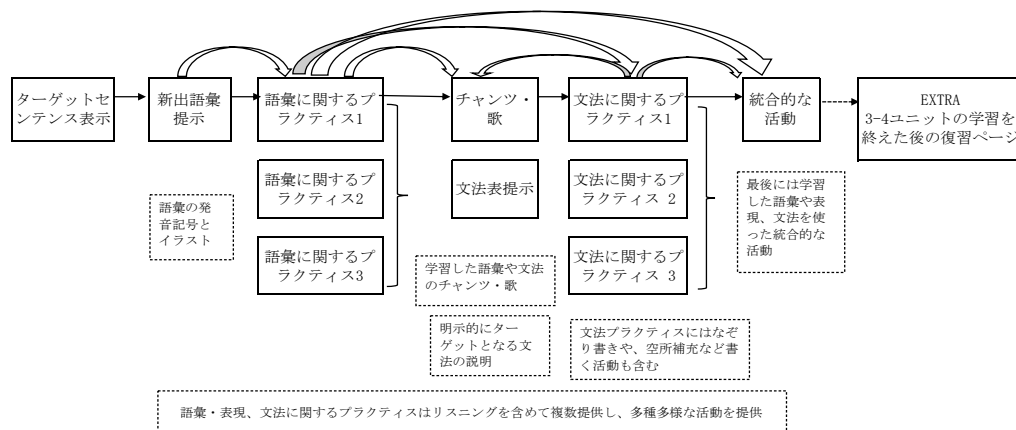 ターゲットセ
ンテンス表示
新出語彙
提示
語彙に関するプ
ラクティス1
チャンツ・
歌
文法に関するプ
ラクティス1
統合的な
活動
EXTRA
3-4ユニットの学習を
終えた後の復習ページ
語彙に関するプ
ラクティス2
文法表提示
文法に関するプ
ラクティス 2
語彙の発
音記号と
イラスト
最後には学習
した語彙や表
現、文法を使
った統合的な
活動
語彙に関するプ
ラクティス3
文法に関するプ
ラクティス 3
学習した語彙や文法
のチャンツ・歌
明示的にター
ゲットとなる文
法の説明
文法プラクティスにはなぞ
り書きや、空所補充など書
く活動も含む
語彙・表現、文法に関するプラクティスはリスニングを含めて複数提供し、多種多様な活動を提供